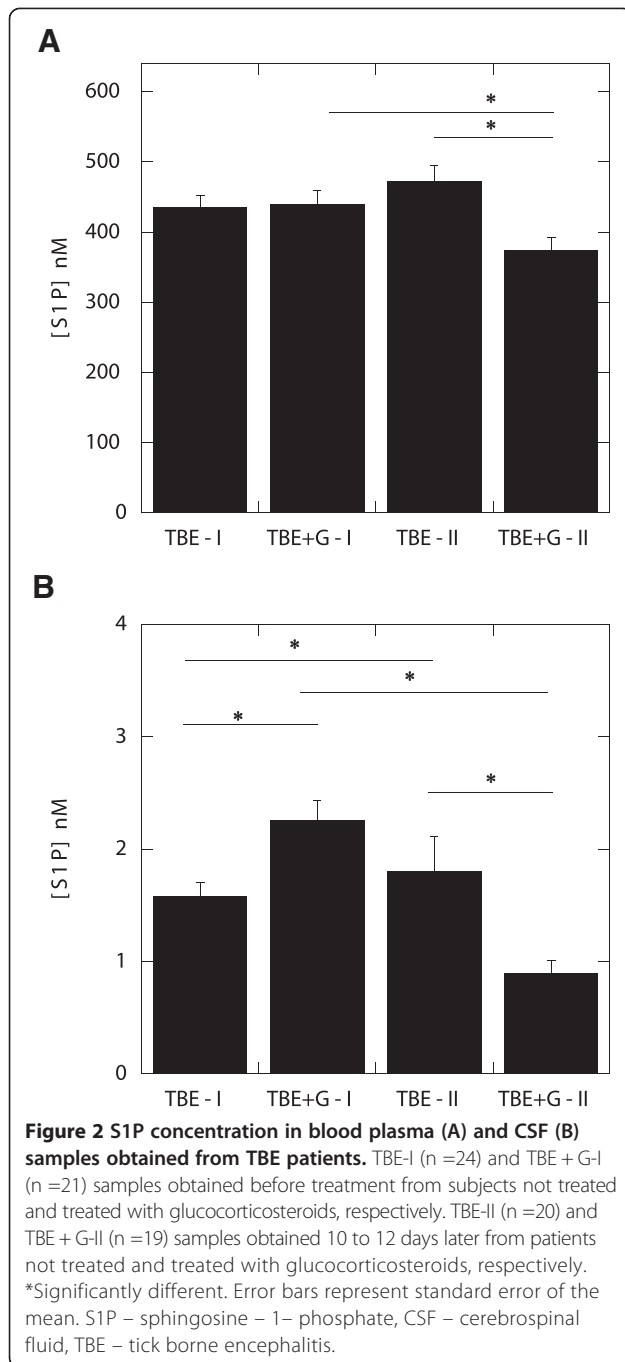 A
600
*
*
500
400
[S1P] nM
300
200
100
0
TBE - I TBE+G - I TBE - II TBE+G - II
B
4
*
*
*
3
*
[S1P] nM
2
1
0
TBE - I TBE+G - I TBE - II TBE+G - II
Figure 2 S1P concentration in blood plasma (A) and CSF (B)
samples obtained from TBE patients. TBE-I (n =24) and TBE + G-I
(n =21) samples obtained before treatment from subjects not treated
and treated with glucocorticosteroids, respectively. TBE-II (n =20) and
TBE + G-II (n =19) samples obtained 10 to 12 days later from patients
not treated and treated with glucocorticosteroids, respectively.
*Significantly different. Error bars represent standard error of the
mean. S1P – sphingosine – 1– phosphate, CSF – cerebrospinal
fluid, TBE – tick borne encephalitis.